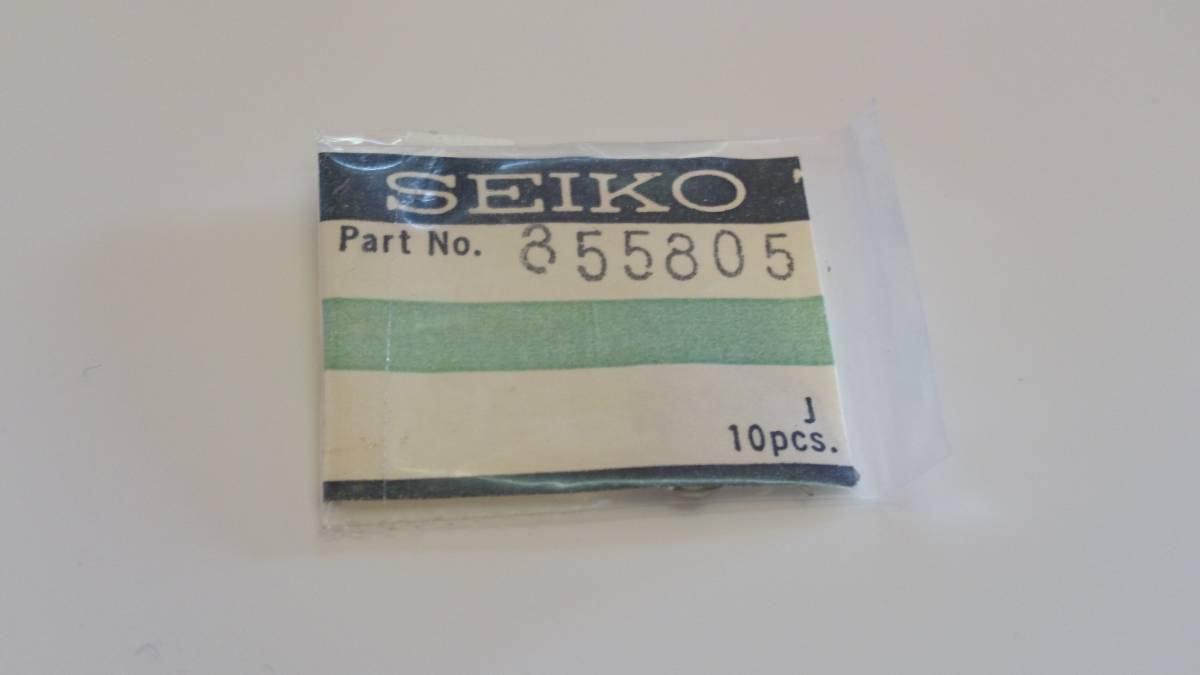 SEIKO
Part No. 855805
J
10pcs.